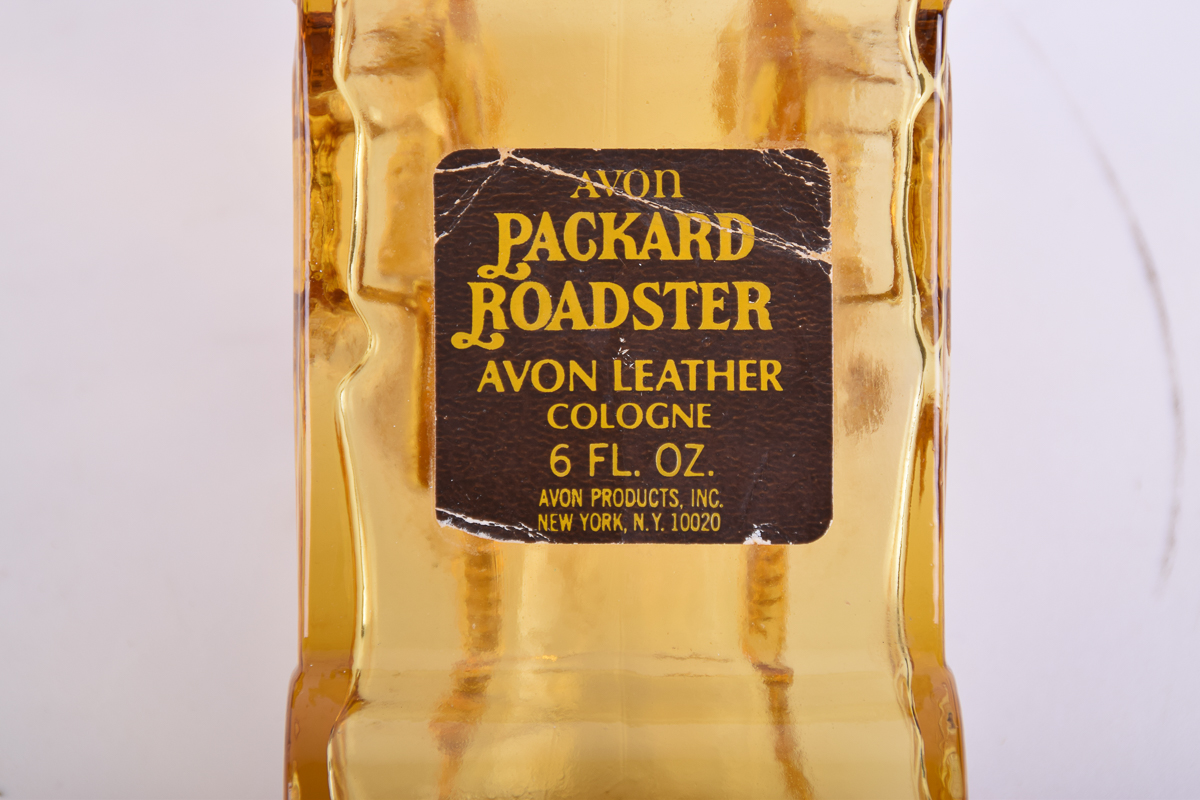 AVON
PACKARD
ROADSTER
AVON LEATHER
COLOGNE
6 FL. OZ.
AVON PRODUCTS, INC.
NEW YORK, N.Y. 10020